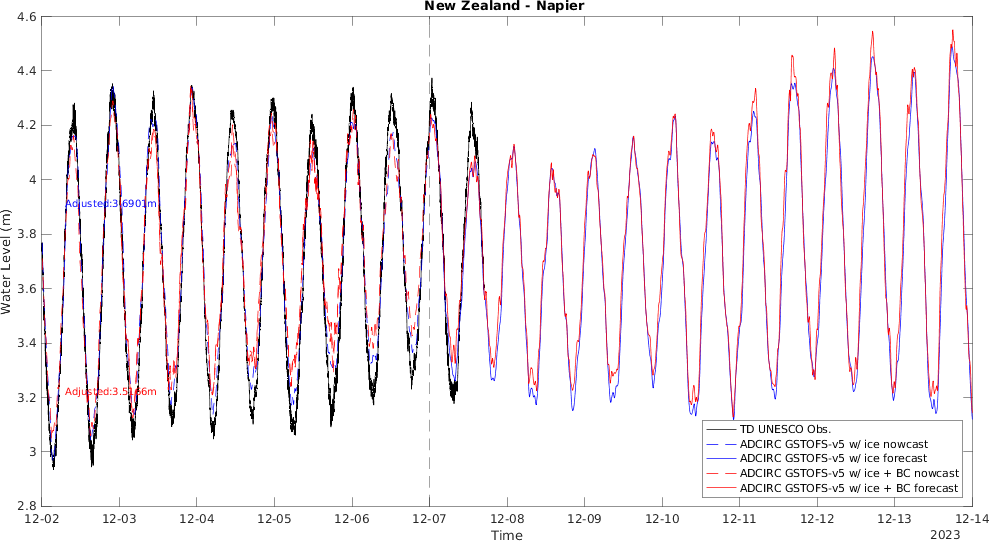 New Zealand - Napier
4.6
4.4
4.2
4
3.8
3.6
3.4
3.2
3
2.8
Water Level (m)
Adjusted:3.6901m
Adjusted:3.5166m
TD UNESCO Obs.
ADCIRC GSTOFS-v5 w/ ice nowcast
ADCIRC GSTOFS-v5 w/ ice forecast
ADCIRC GSTOFS-v5 w/ ice + BC nowcast
ADCIRC GSTOFS-v5 w/ ice + BC forecast
12-02 12-03 12-04 12-05 12-06 12-07 12-08 12-09 12-10 12-11 12-12 12-13 12-14
Time
2023